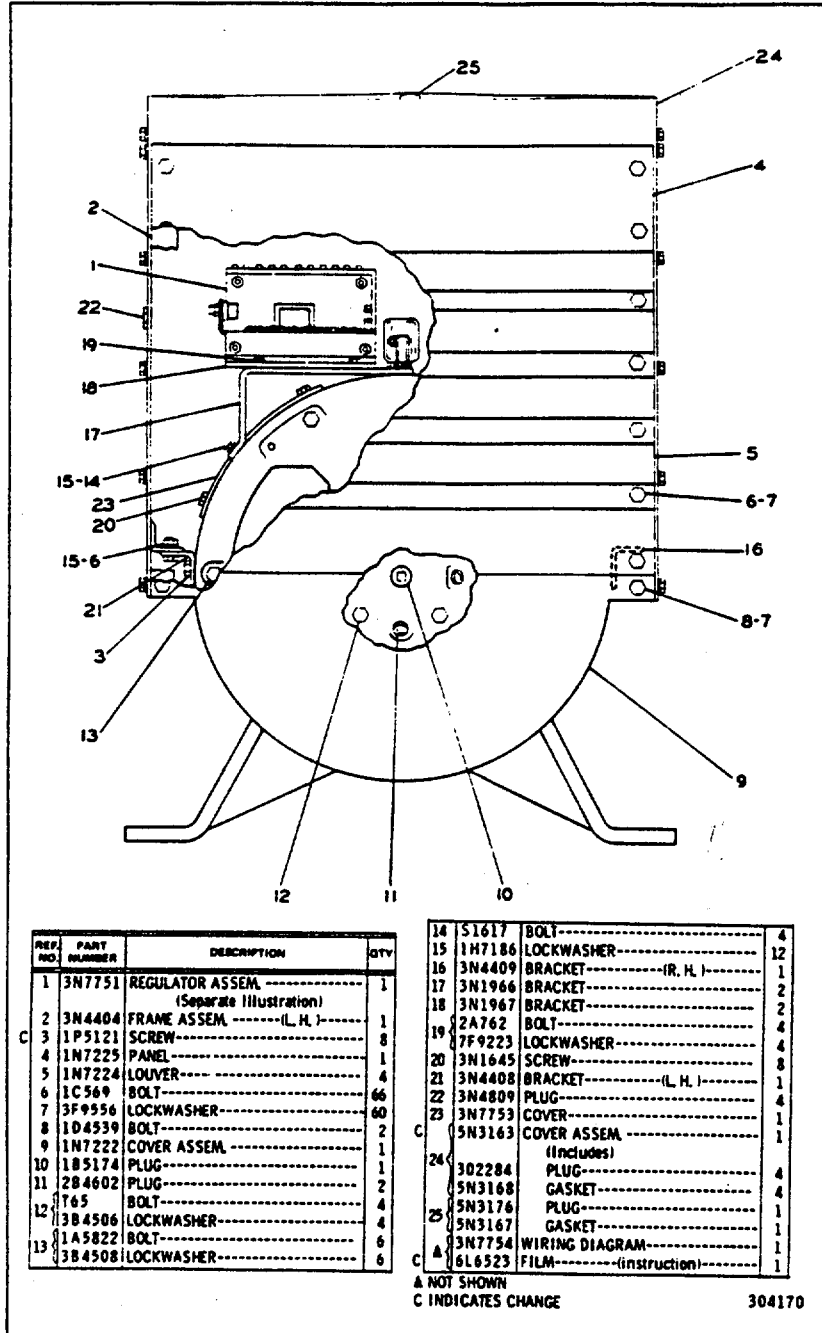 25
24
4
2
1
22
19
18
17
15-14
23
20
15-6
21
3
13
5
6-7
16
8-7
9
12
11
10
REF. NO. PART NUMBER DESCRIPTION QTY
1 3N7751 REGULATOR ASSEM. 1
(Separate Illustration)
2 3N4404 FRAME ASSEM. (L. H.) 1
C 3 1P5121 SCREW 8
4 1N7225 PANEL 1
5 1N7224 LOUVER 4
6 1C569 BOLT 66
7 3F9556 LOCKWASHER 60
8 1D4539 BOLT 2
9 1N7222 COVER ASSEM. 1
10 1B5174 PLUG 1
11 2B4602 PLUG 2
12 T65 BOLT 4
3B4506 LOCKWASHER 4
13 1A5822 BOLT 6
3B4508 LOCKWASHER 6
14 S1617 BOLT 4
15 1H7186 LOCKWASHER 12
16 3N4409 BRACKET (R. H.) 1
17 3N1966 BRACKET 2
18 3N1967 BRACKET 2
19 2A762 BOLT 4
7F9223 LOCKWASHER 4
20 3N1645 SCREW 8
21 3N4408 BRACKET (L. H.) 1
22 3N4809 PLUG 4
23 3N7753 COVER 1
C 24 5N3163 COVER ASSEM. 1
(Includes)
302284 PLUG 4
5N3168 GASKET 4
25 5N3176 PLUG 1
5N3167 GASKET 1
▲ 3N7754 WIRING DIAGRAM 1
C 6L6523 FILM (instruction) 1
▲ NOT SHOWN
C INDICATES CHANGE
304170